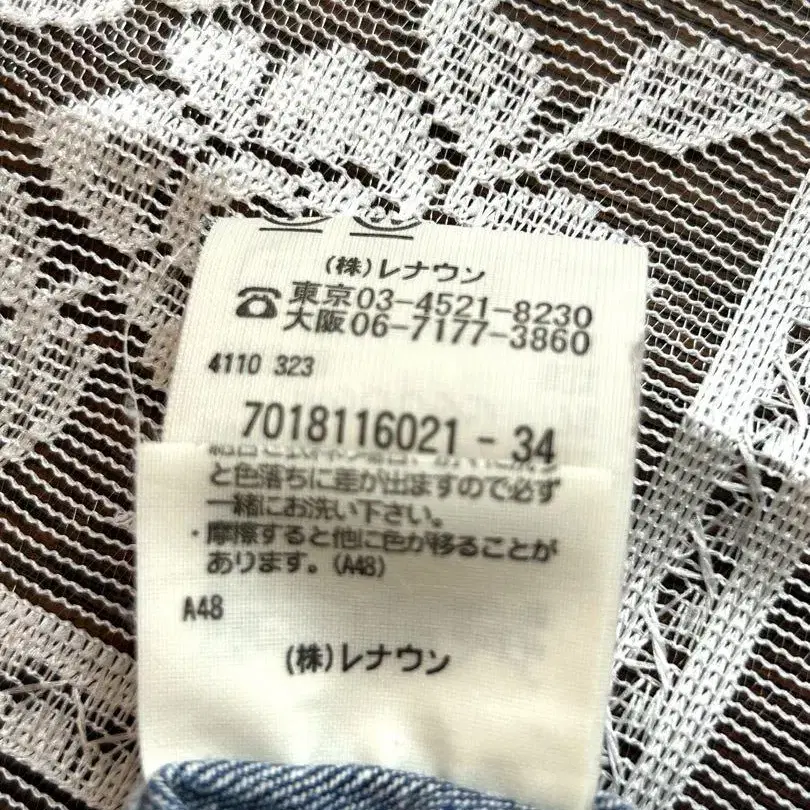 (株)レナウン
☎東京03-4521-8230
大阪06-7177-3860
4110 323
7018116021 - 34
と色落ちに差が出ますので必ず
一緒にお洗い下さい。
・摩擦すると他に色が移ることが
あります。(A48)
A48
(株)レナウン